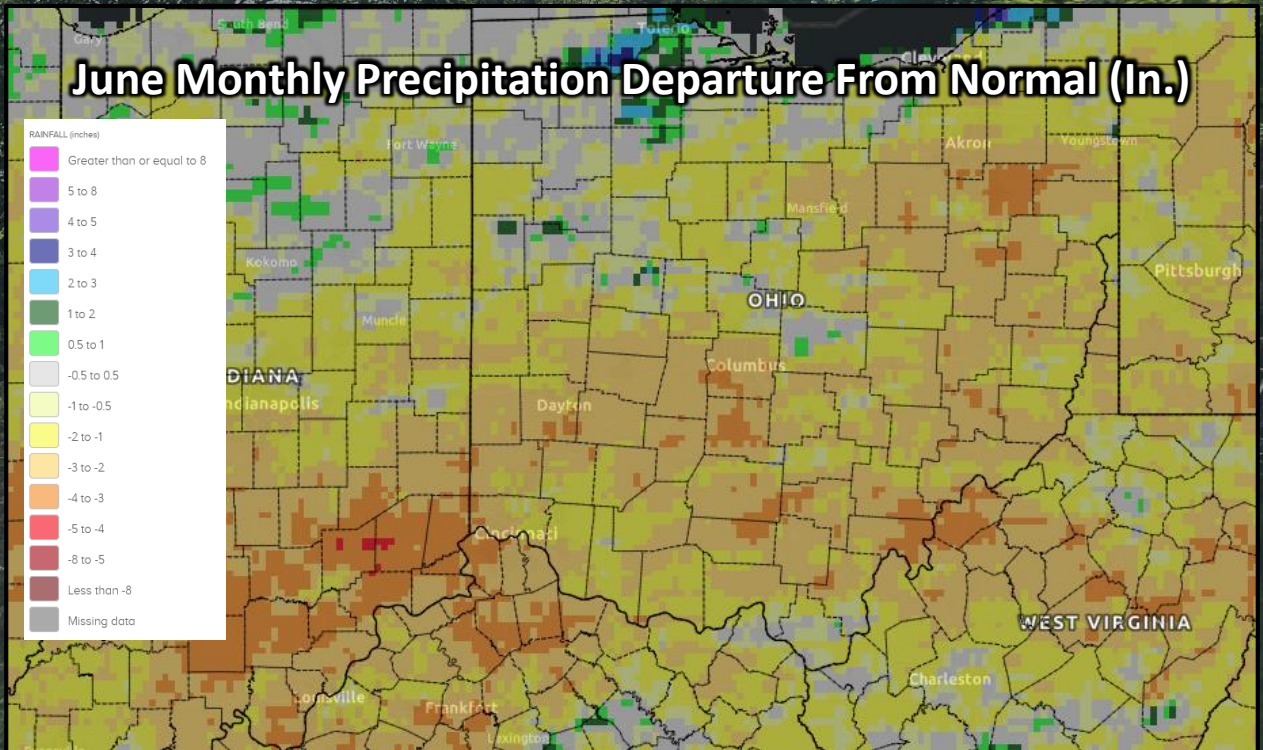 South Bend
Toledo
Gary
Cleveland
June Monthly Precipitation Departure From Normal (In.)
RAINFALL (inches)
Greater than or equal to 8
5 to 8
4 to 5
3 to 4
2 to 3
1 to 2
0.5 to 1
-0.5 to 0.5
-1 to -0.5
-2 to -1
-3 to -2
-4 to -3
-5 to -4
-8 to -5
Less than -8
Missing data
Fort Wayne
Akron
Youngstown
Mansfield
Kokomo
Pittsburgh
OHIO
Muncie
Columbus
DIANA
ndianapolis
Dayton
Cincinnati
WEST VIRGINIA
Charleston
Louisville
Frankfort
Lexington